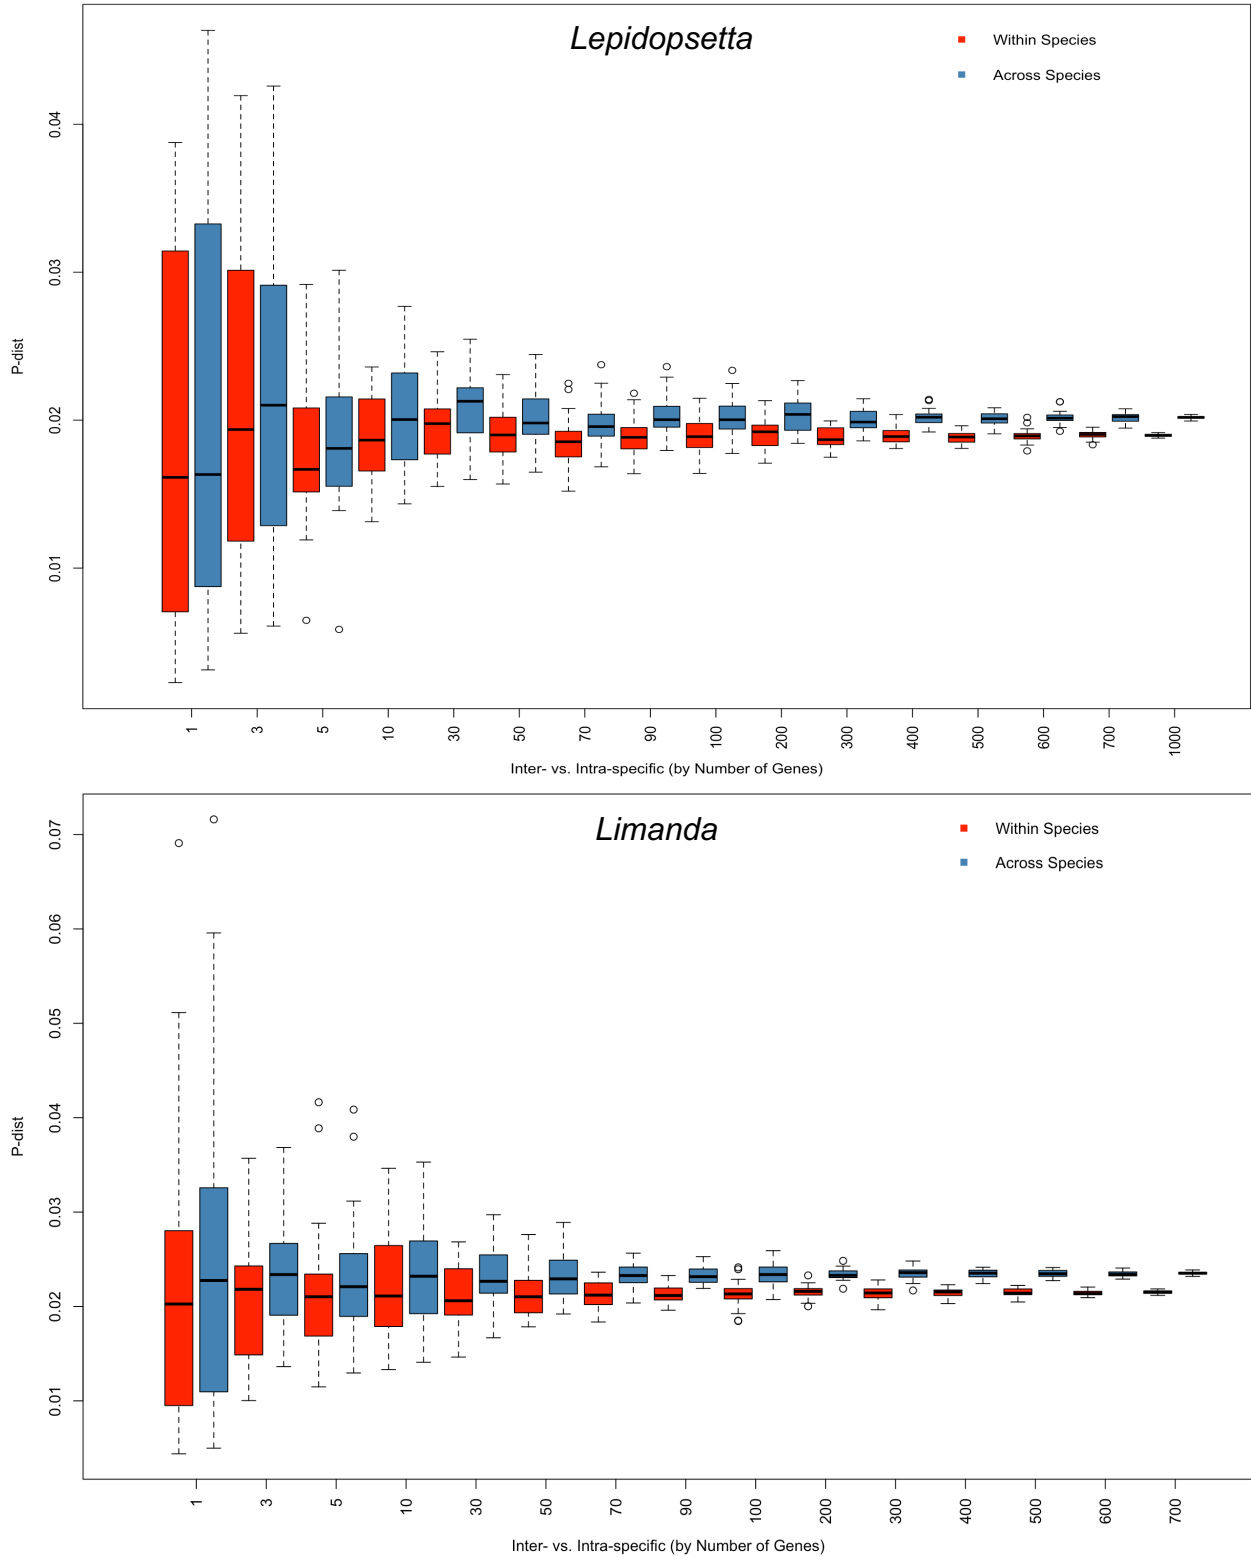 Lepidopsetta
Within Species
Across Species
0.04
0.03
0.02
0.01
P-dist
1 3 5 10 30 50 70 90 100 200 300 400 500 600 700 1000
Inter- vs. Intra-specific (by Number of Genes)
Limanda
Within Species
Across Species
0.07
0.06
0.05
0.04
0.03
0.02
0.01
P-dist
1 3 5 10 30 50 70 90 100 200 300 400 500 600 700
Inter- vs. Intra-specific (by Number of Genes)